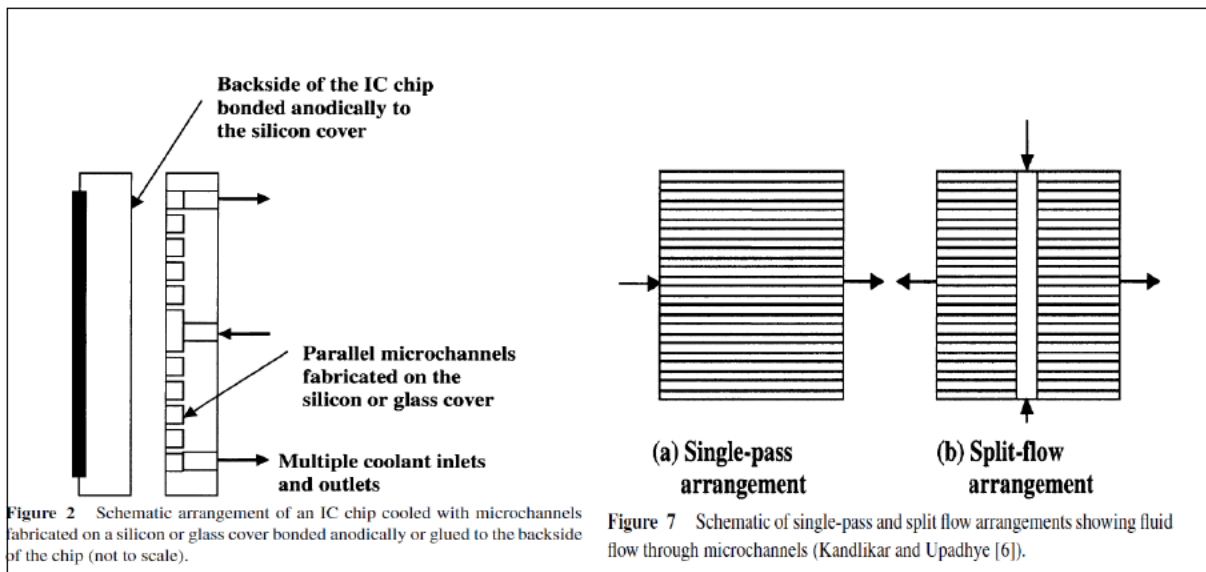 Backside of the IC chip
bonded anodically to
the silicon cover
Parallel microchannels
fabricated on the
silicon or glass cover
Multiple coolant inlets
and outlets
Figure 2 Schematic arrangement of an IC chip cooled with microchannels
fabricated on a silicon or glass cover bonded anodically or glued to the backside
of the chip (not to scale).
(a) Single-pass
arrangement
(b) Split-flow
arrangement
Figure 7 Schematic of single-pass and split flow arrangements showing fluid
flow through microchannels (Kandlikar and Upadhye [6]).